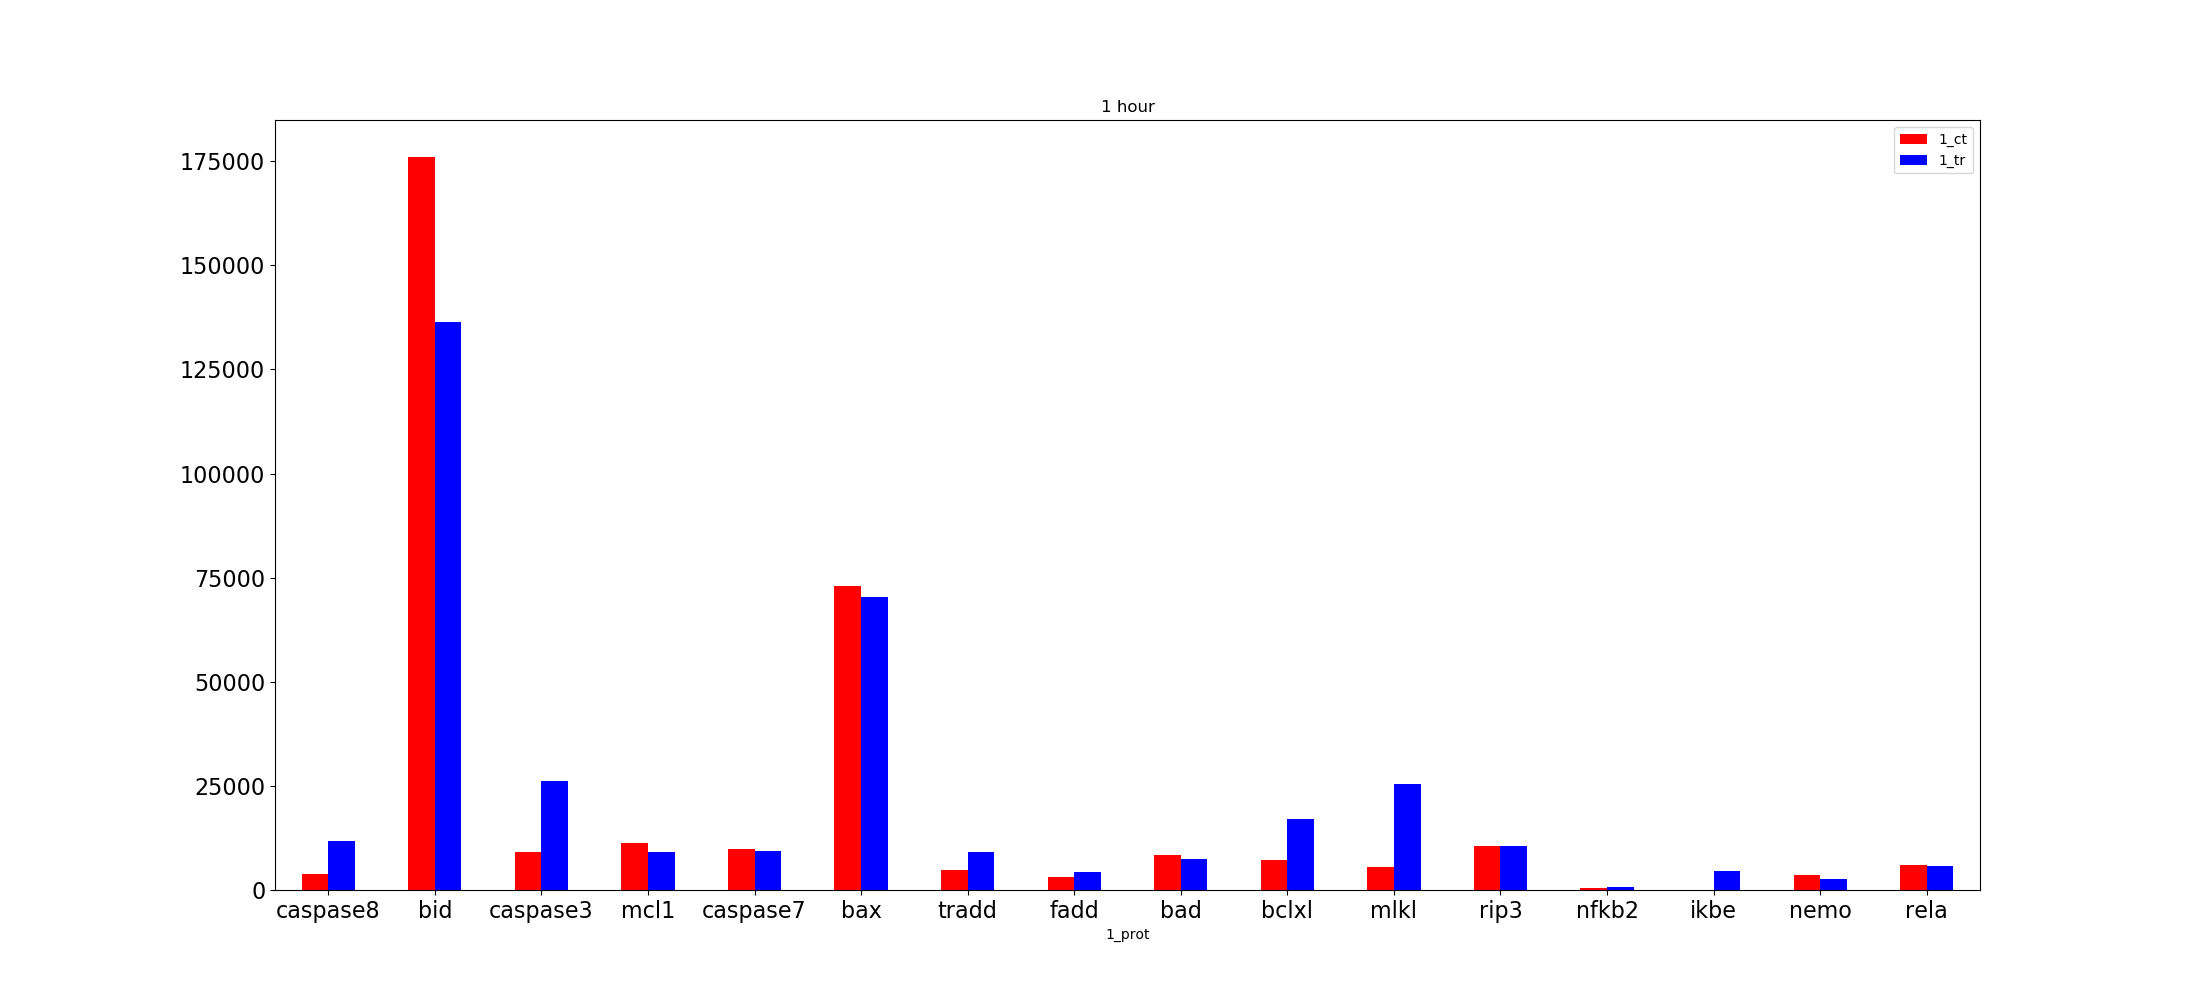 1 hour
1_ct
1_tr
175000
150000
125000
100000
75000
50000
25000
0
caspase8 bid caspase3 mcl1 caspase7 bax tradd fadd bad bclxl mlkl rip3 nfkb2 ikbe nemo rela
1_prot